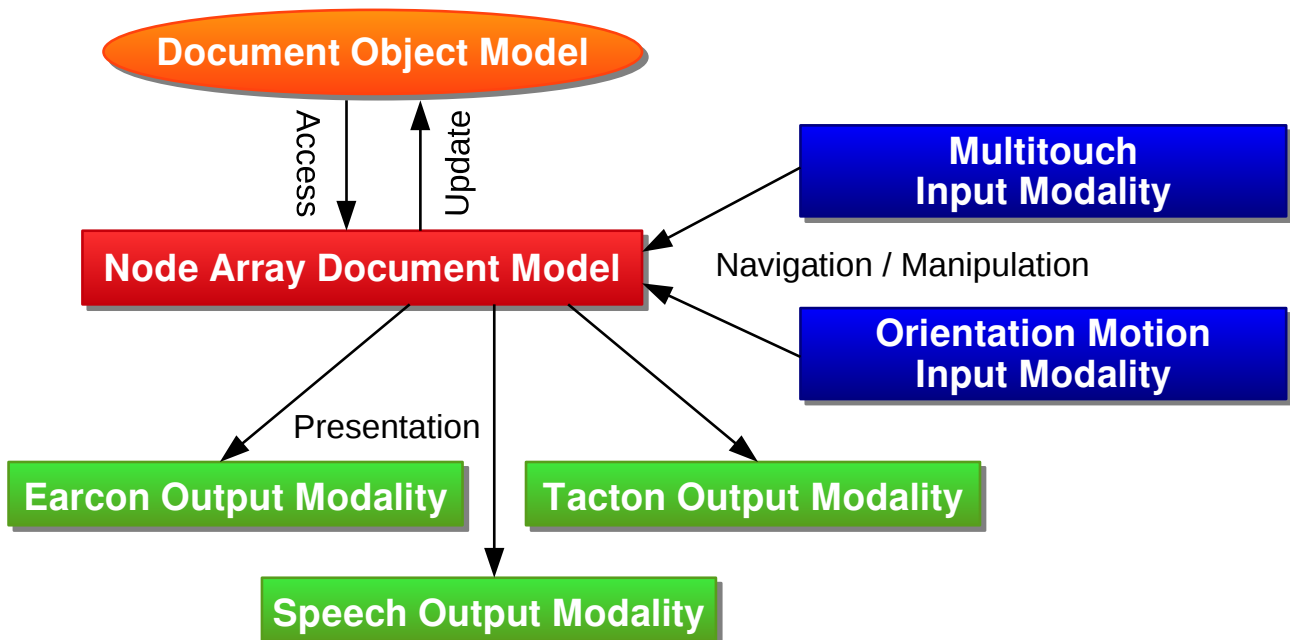 Document Object Model
Access
Update
Multitouch
Input Modality
Node Array Document Model
Navigation / Manipulation
Orientation Motion
Input Modality
Presentation
Earcon Output Modality
Tacton Output Modality
Speech Output Modality